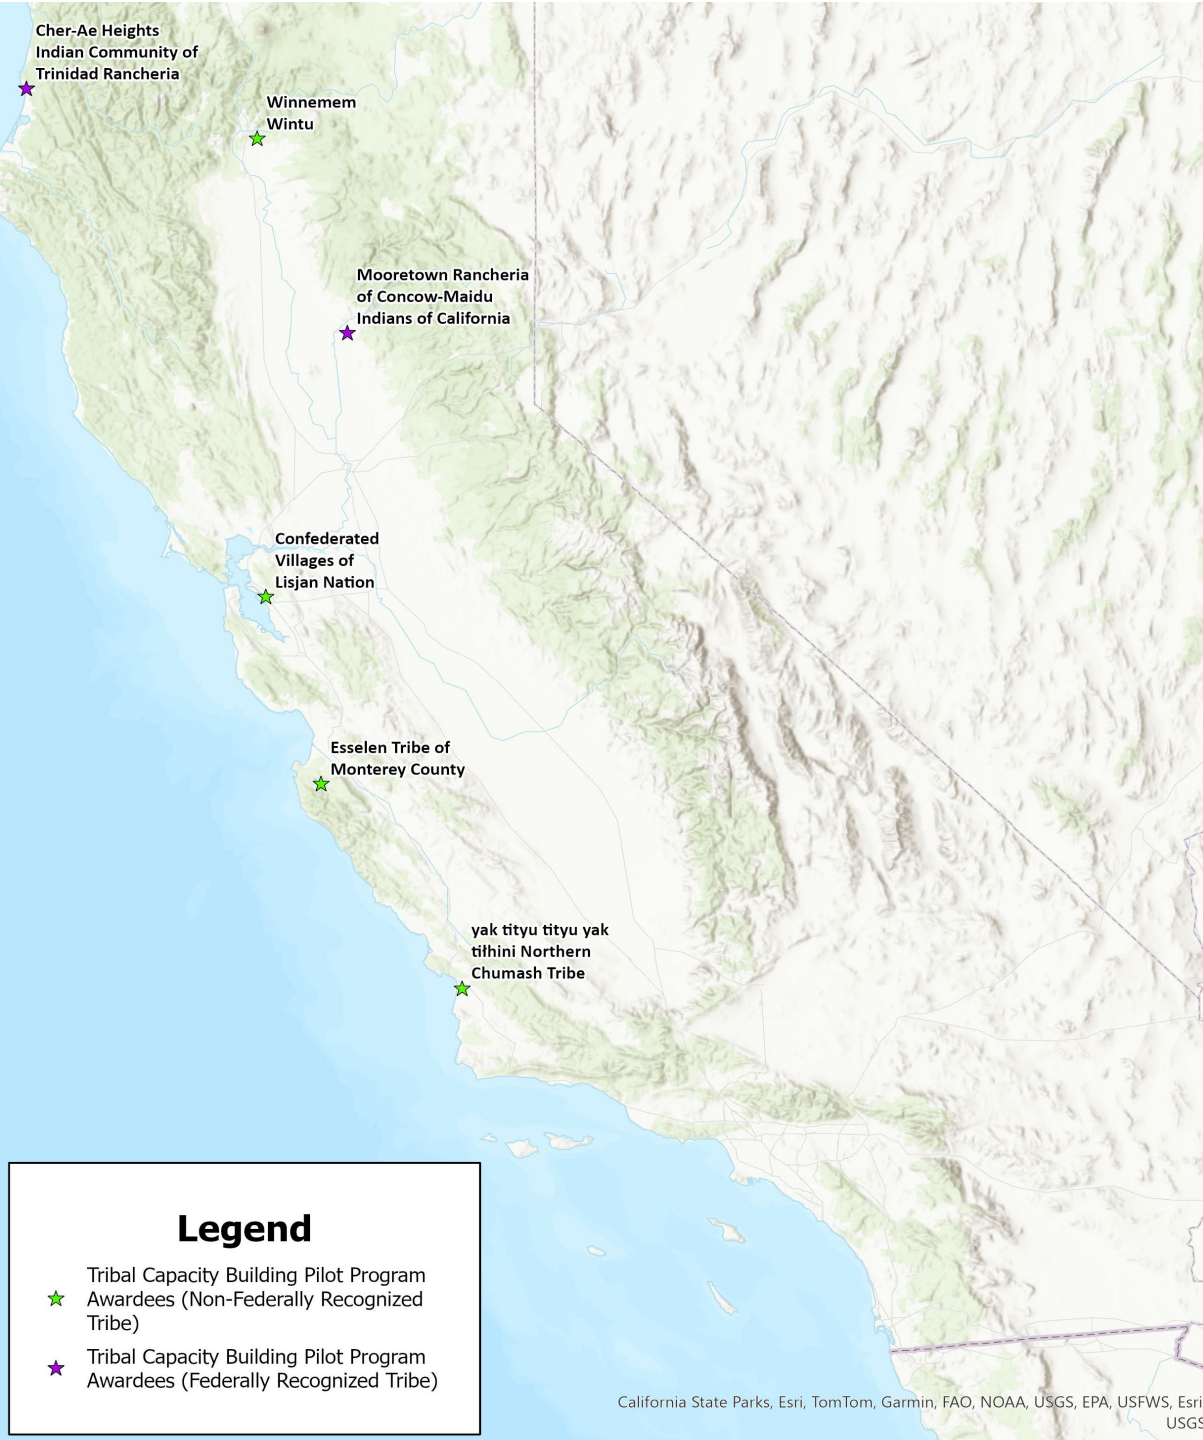 Cher-Ae Heights
Indian Community of
Trinidad Rancheria
Winnemem
Wintu
Mooretown Rancheria
of Concow-Maidu
Indians of California
Confederated
Villages of
Lisjan Nation
Esselen Tribe of
Monterey County
yak titʸu titʸu yak
tiłhini Northern
Chumash Tribe
Legend
Tribal Capacity Building Pilot Program
Awardees (Non-Federally Recognized
Tribe)
Tribal Capacity Building Pilot Program
Awardees (Federally Recognized Tribe)
California State Parks, Esri, TomTom, Garmin, FAO, NOAA, USGS, EPA, USFWS, Esri
USGS